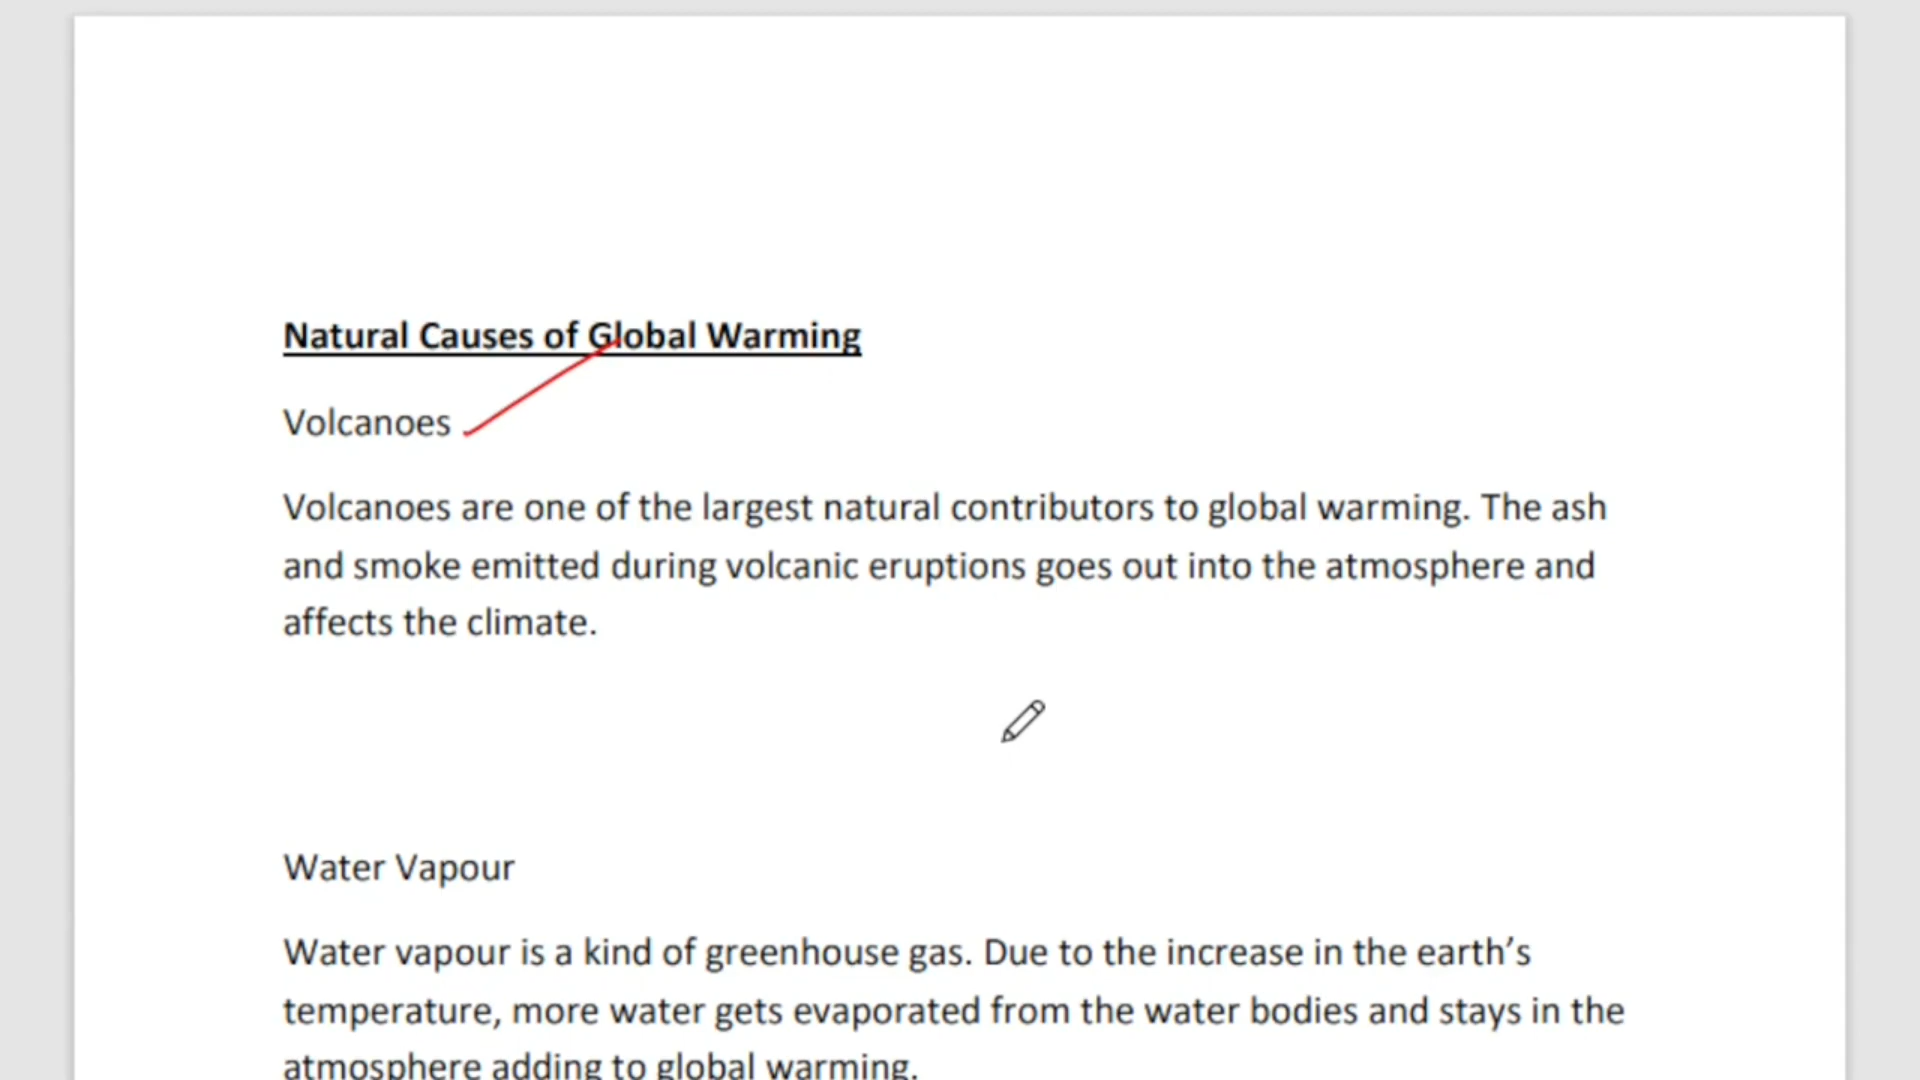 Natural Causes of Global Warming
Volcanoes
Volcanoes are one of the largest natural contributors to global warming. The ash
and smoke emitted during volcanic eruptions goes out into the atmosphere and
affects the climate.
Water Vapour
Water vapour is a kind of greenhouse gas. Due to the increase in the earth’s
temperature, more water gets evaporated from the water bodies and stays in the
atmosphere adding to global warming.